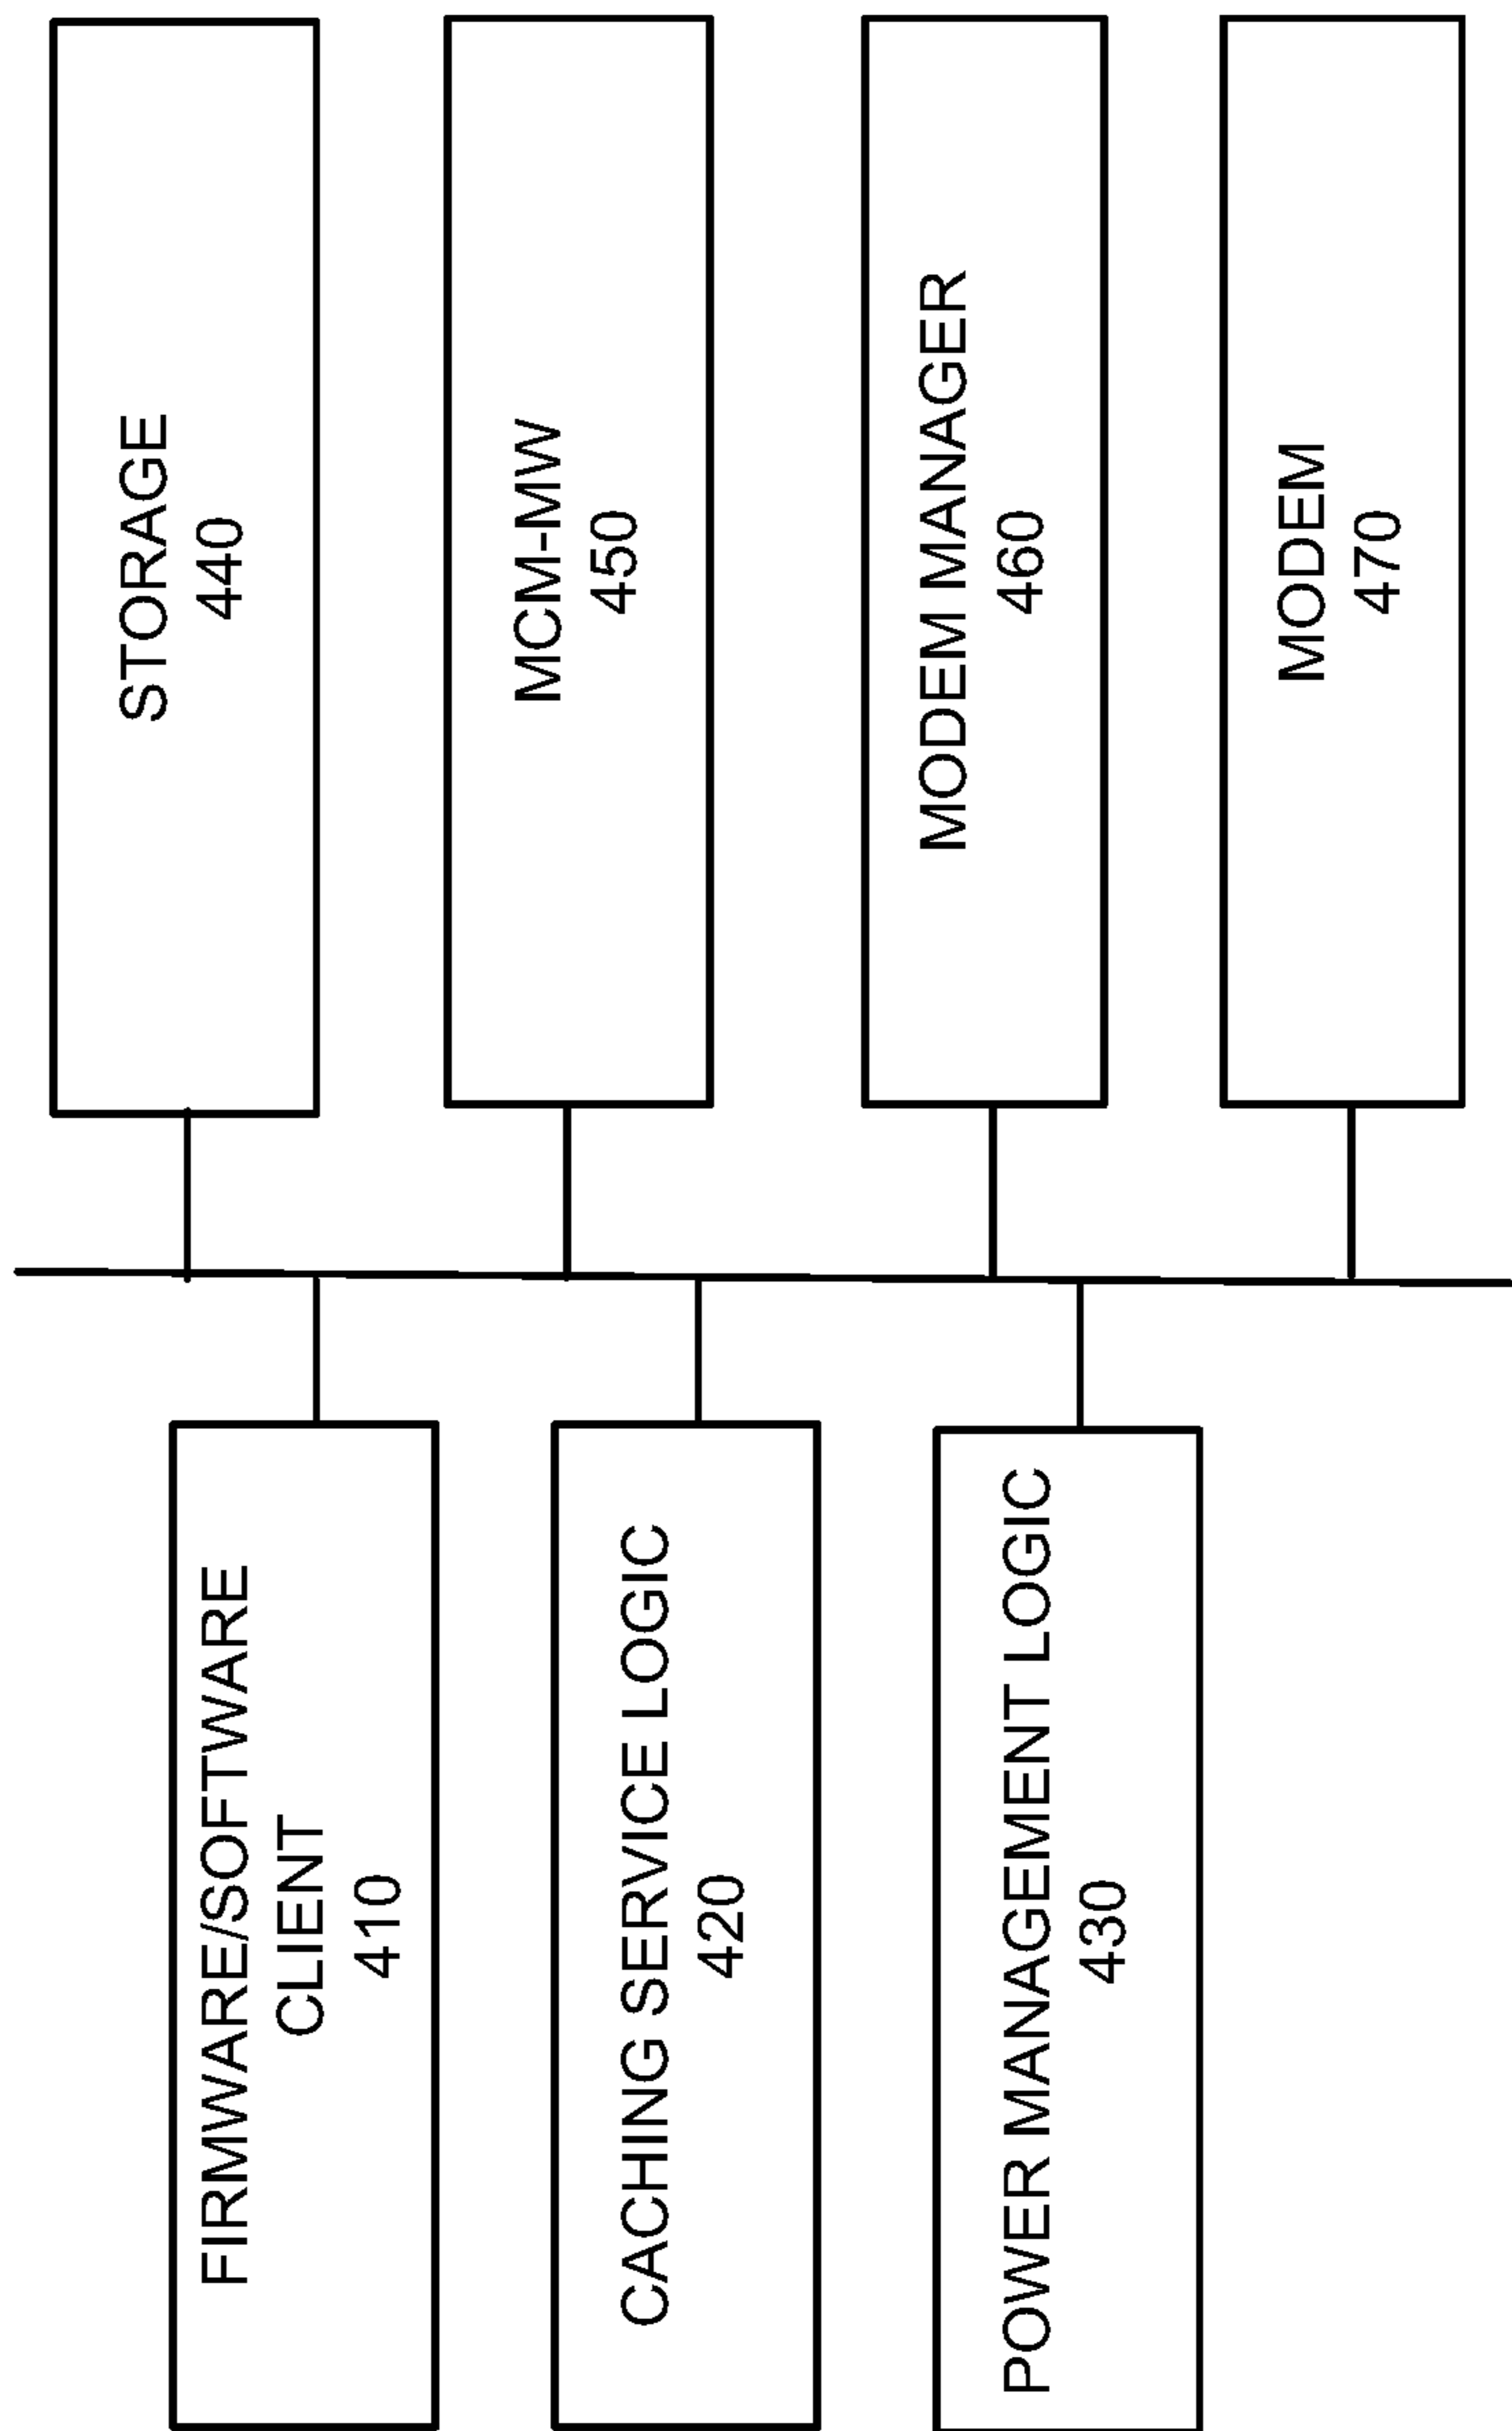 FIRMWARE/SOFTWARE
CLIENT
410
CACHING SERVICE LOGIC
420
POWER MANAGEMENT LOGIC
430
STORAGE
440
MCM-MW
450
MODEM MANAGER
460
MODEM
470